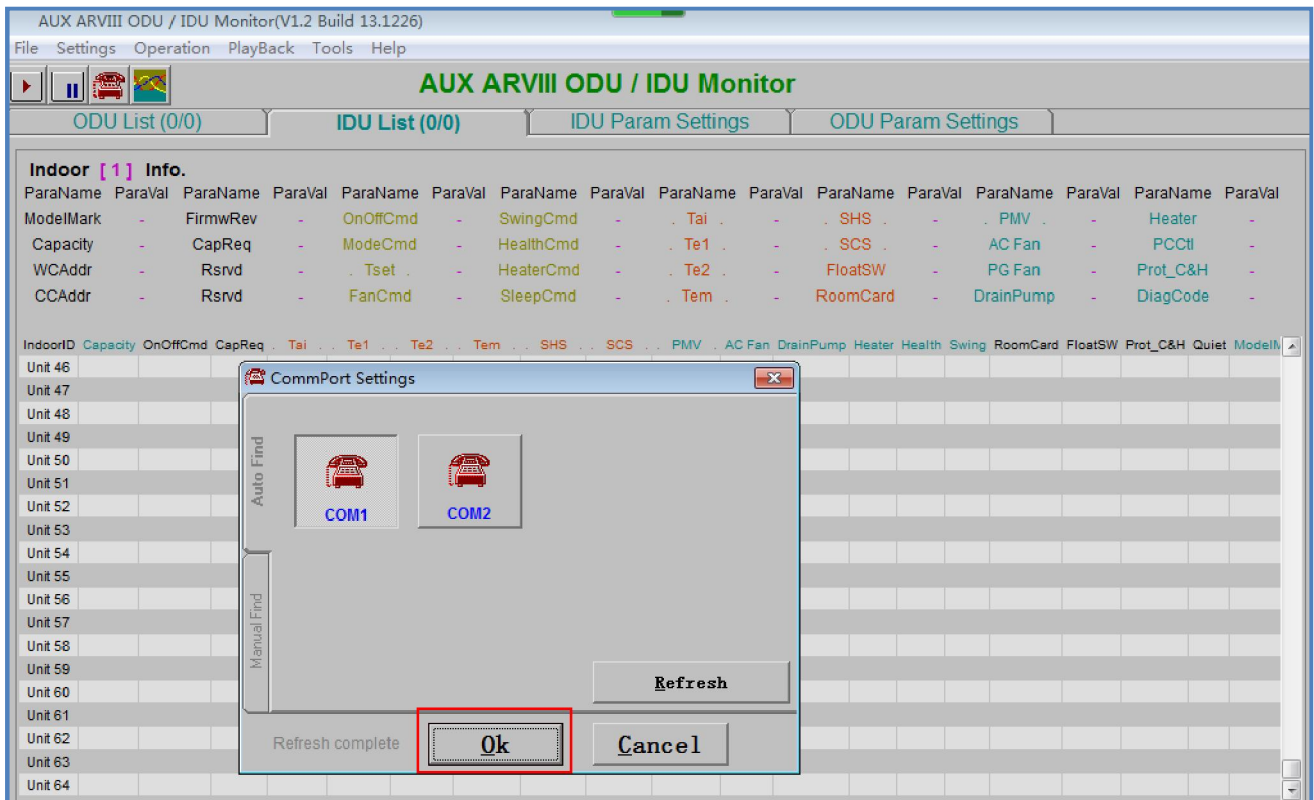 AUX ARVIII ODU / IDU Monitor(V1.2 Build 13.1226)
File Settings Operation PlayBack Tools Help
AUX ARVIII ODU / IDU Monitor
ODU List (0/0) IDU List (0/0) IDU Param Settings ODU Param Settings
Indoor [ 1 ] Info.
ParaName ParaVal ParaName ParaVal ParaName ParaVal ParaName ParaVal ParaName ParaVal ParaName ParaVal ParaName ParaVal ParaName ParaVal
ModelMark - FirmwRev - OnOffCmd - SwingCmd - . Tai . - . SHS . - . PMV . Heater -
Capacity - CapReq - ModeCmd - HealthCmd - . Te1 . - . SCS . - AC Fan - PCCtl -
WCAddr - Rsrvd - . Tset . - HeaterCmd - . Te2 . - FloatSW - PG Fan - Prot_C&H -
CCAddr - Rsrvd - FanCmd - SleepCmd - . Tem . - RoomCard - DrainPump - DiagCode -
IndoorID Capacity OnOffCmd CapReq . Tai . . Te1 . . Te2 . . Tem . . SHS . . SCS . . PMV . AC Fan DrainPump Heater Health Swing RoomCard FloatSW Prot_C&H Quiet ModelM
Unit 46
Unit 47
Unit 48
Unit 49
Unit 50
Unit 51
Unit 52
Unit 53
Unit 54
Unit 55
Unit 56
Unit 57
Unit 58
Unit 59
Unit 60
Unit 61
Unit 62
Unit 63
Unit 64
CommPort Settings
Auto Find
Manual Find
COM1 COM2
Refresh
Refresh complete Ok Cancel